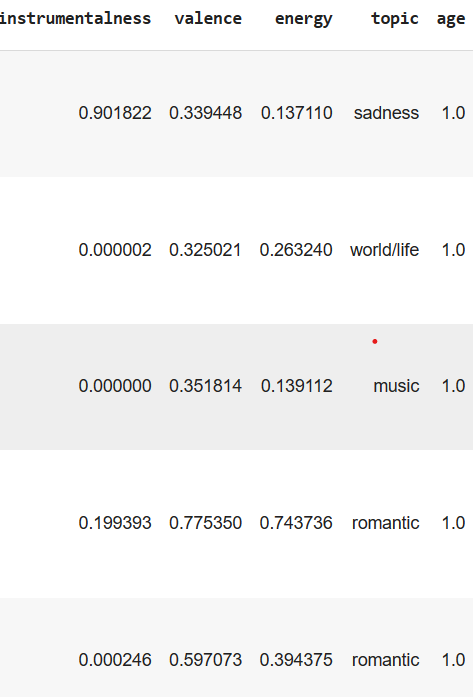 instrumentalness valence energy topic age
0.901822 0.339448 0.137110 sadness 1.0
0.000002 0.325021 0.263240 world/life 1.0
0.000000 0.351814 0.139112 music 1.0
0.199393 0.775350 0.743736 romantic 1.0
0.000246 0.597073 0.394375 romantic 1.0